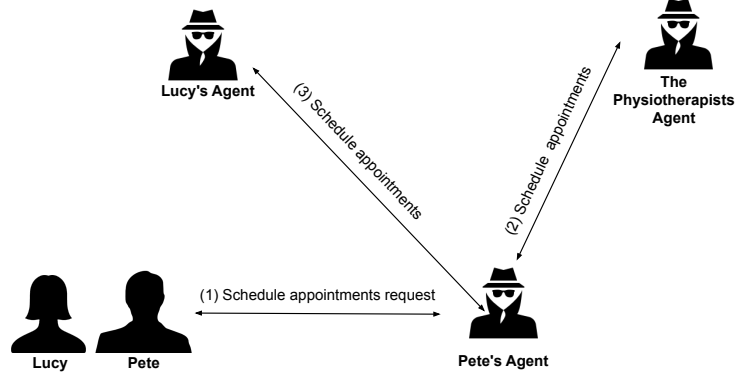 Lucy's Agent
The
Physiotherapists
Agent
(3) Schedule appointments
(2) Schedule appointments
(1) Schedule appointments request
Lucy
Pete
Pete's Agent